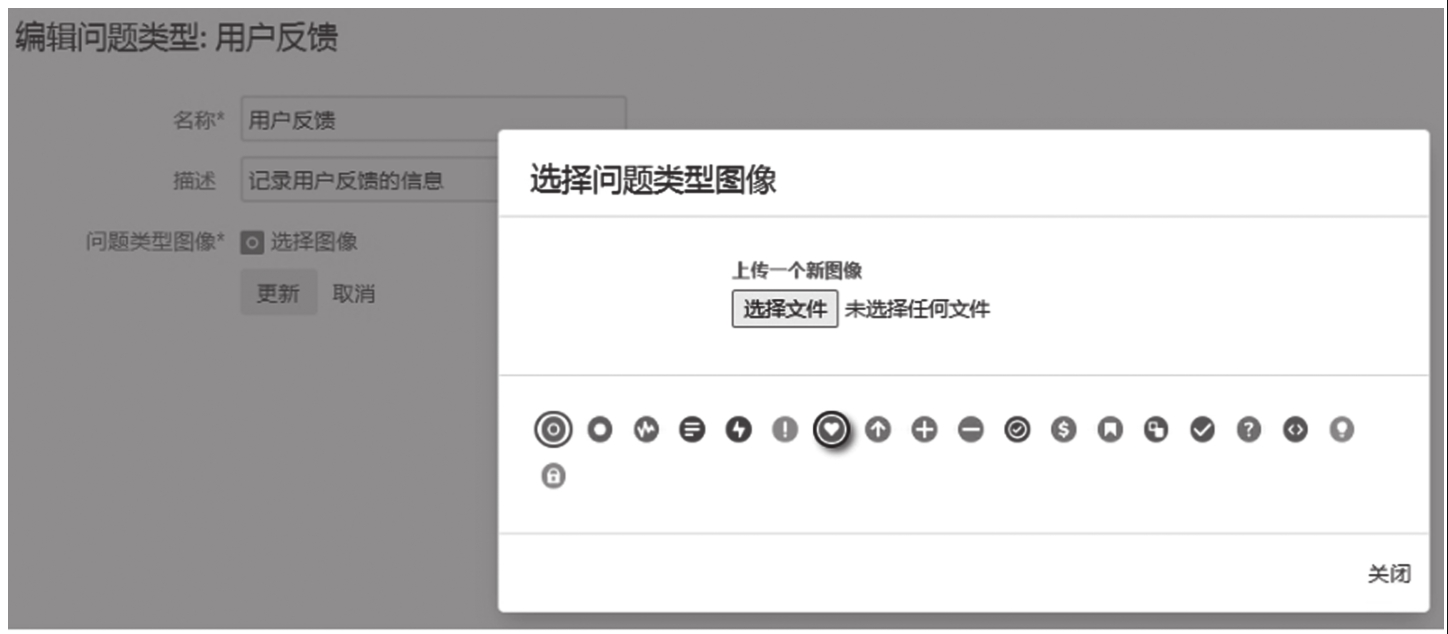 编辑问题类型: 用户反馈
名称* 用户反馈
描述 记录用户反馈的信息
问题类型图像* 选择图像
更新 取消
选择问题类型图像
上传一个新图像
选择文件 未选择任何文件
关闭